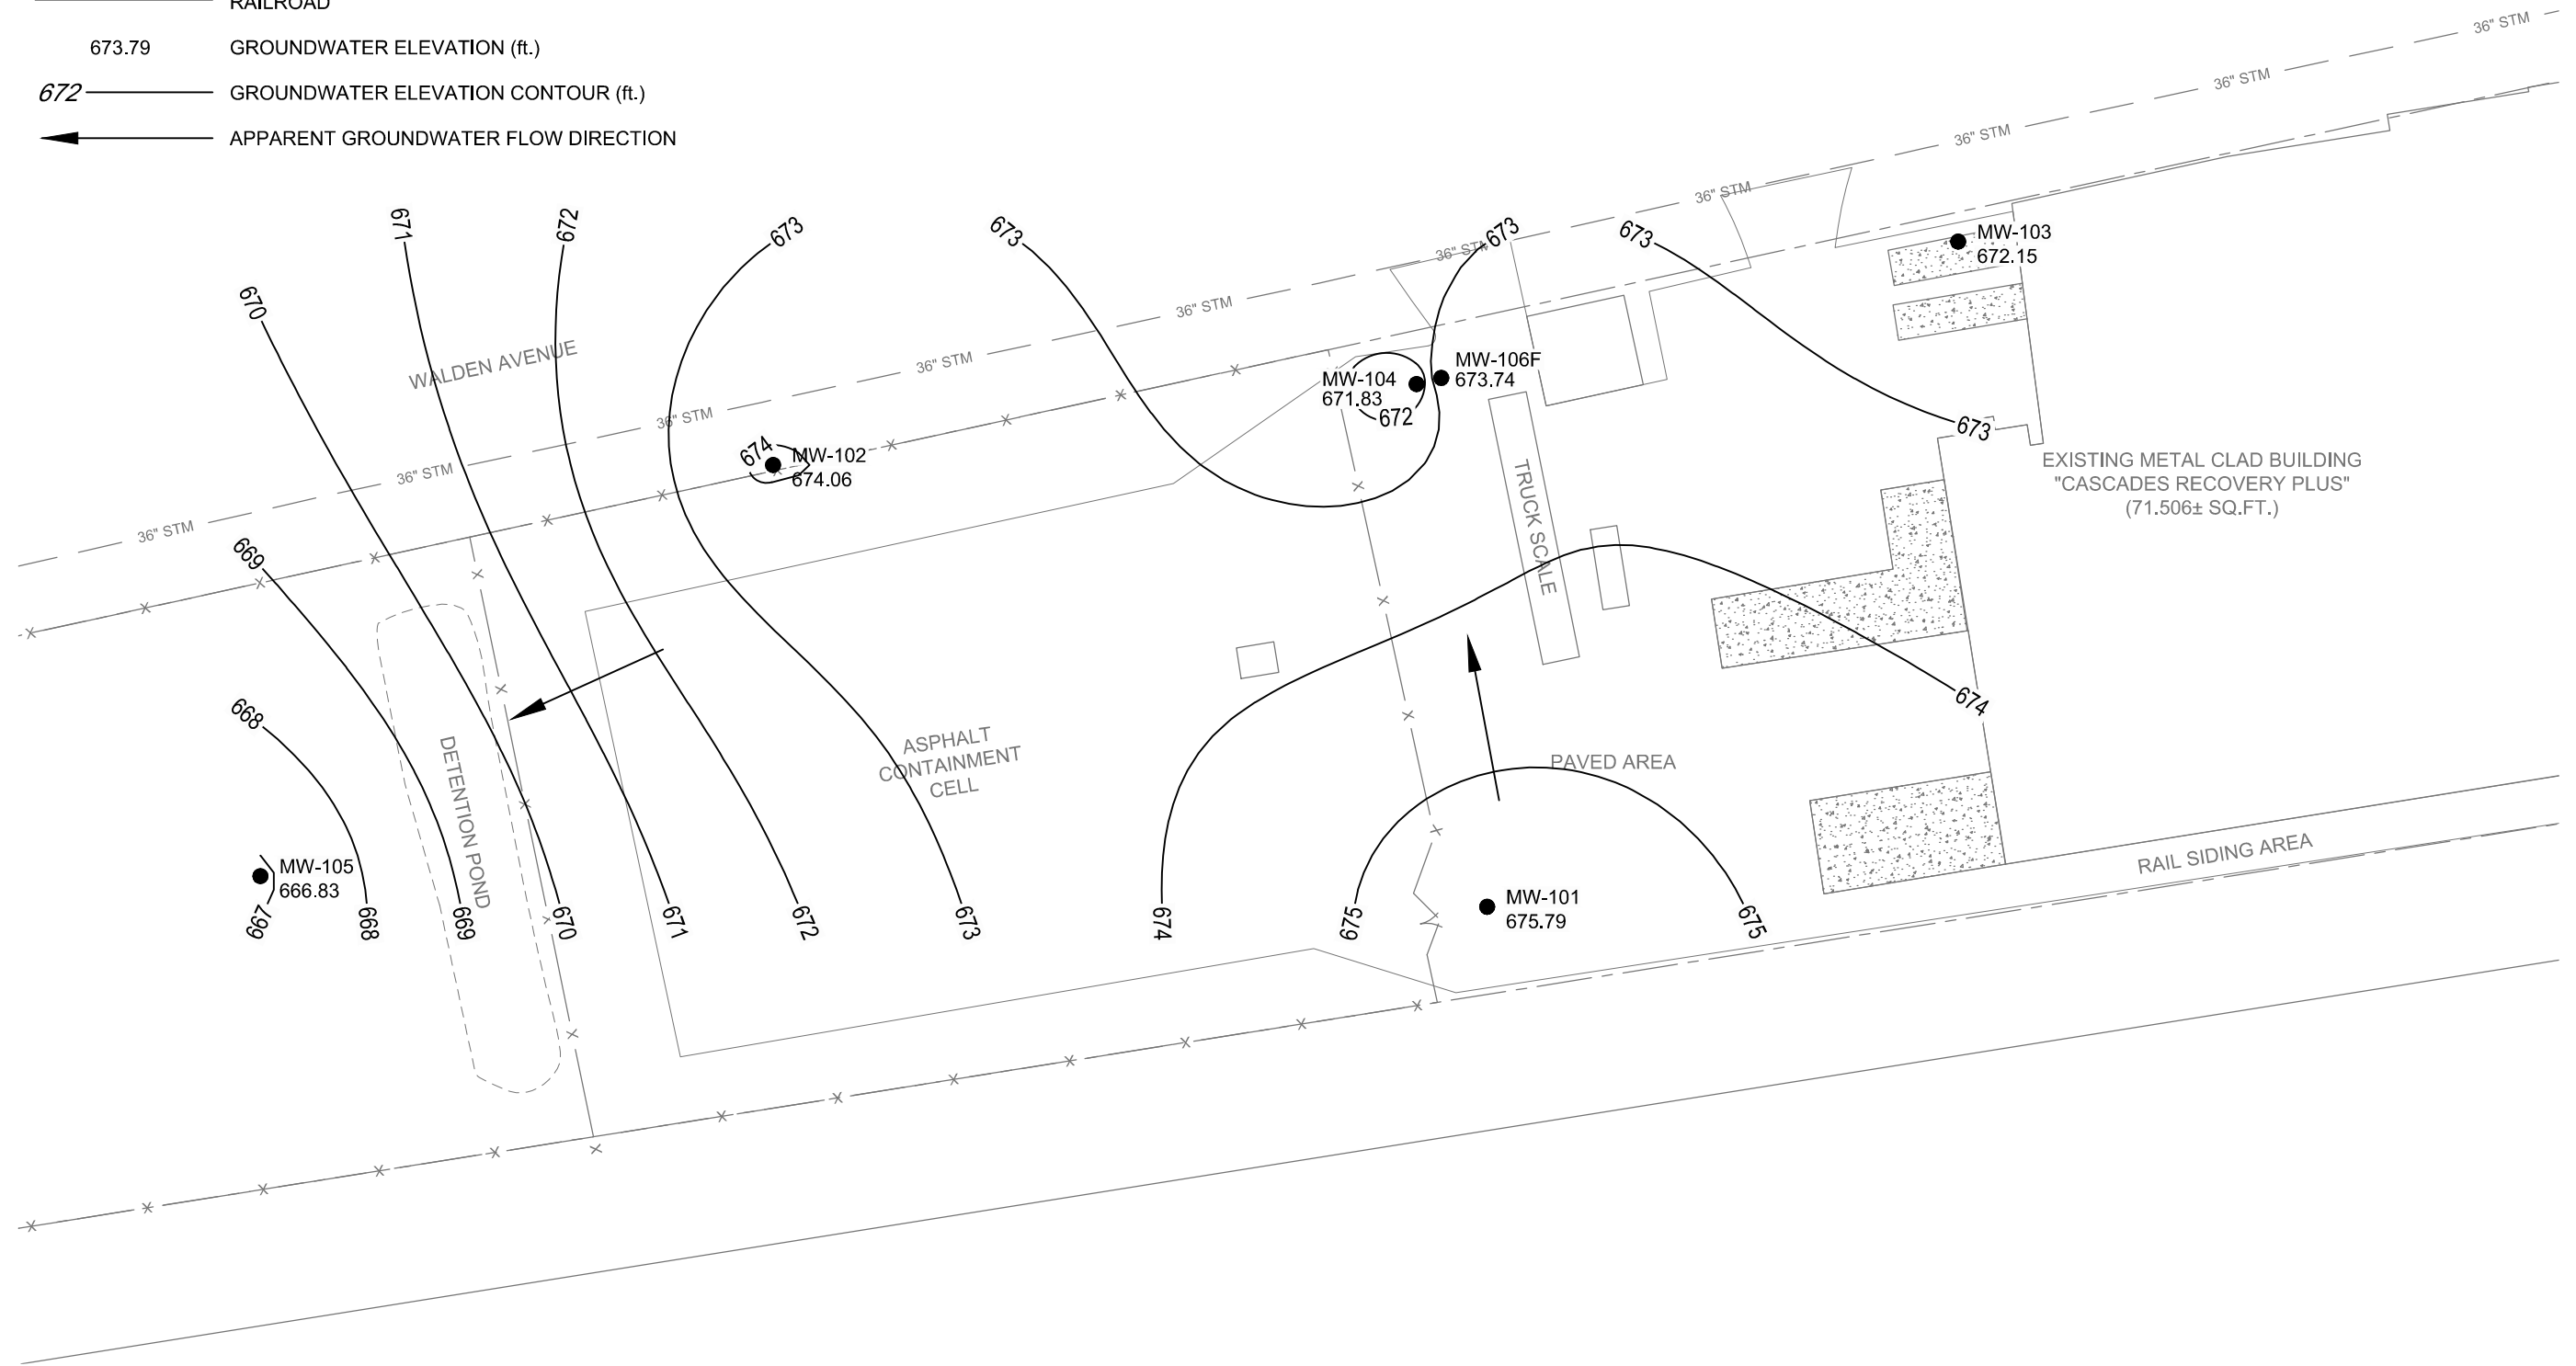 RAILROAD
673.79 GROUNDWATER ELEVATION (ft.)
672 GROUNDWATER ELEVATION CONTOUR (ft.)
APPARENT GROUNDWATER FLOW DIRECTION
36" STM
36" STM
36" STM
36" STM
36" STM
36" STM
36" STM
36" STM
36" STM
36" STM
671
672
673
673
673
673
670
MW-103
672.15
WALDEN AVENUE
MW-104
671.83
672
MW-106F
673.74
673
674
MW-102
674.06
EXISTING METAL CLAD BUILDING
"CASCADES RECOVERY PLUS"
(71.506± SQ.FT.)
TRUCK SCALE
669
668
674
ASPHALT
CONTAINMENT
CELL
PAVED AREA
DETENTION POND
RAIL SIDING AREA
MW-105
666.83
MW-101
675.79
667
668
669
670
671
672
673
674
675
675